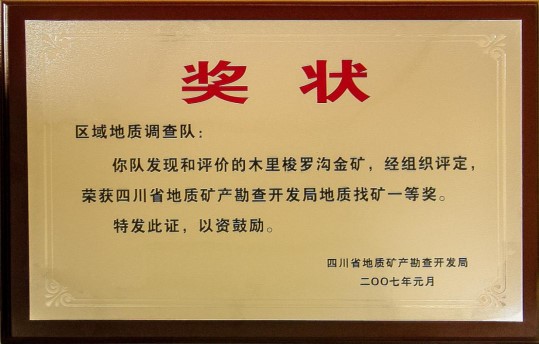 奖状
区域地质调查队：
你队发现和评价的木里梭罗沟金矿，经组织评定，
荣获四川省地质矿产勘查开发局地质找矿一等奖。
特发此证，以资鼓励。
四川省地质矿产勘查开发局
二〇〇七年元月